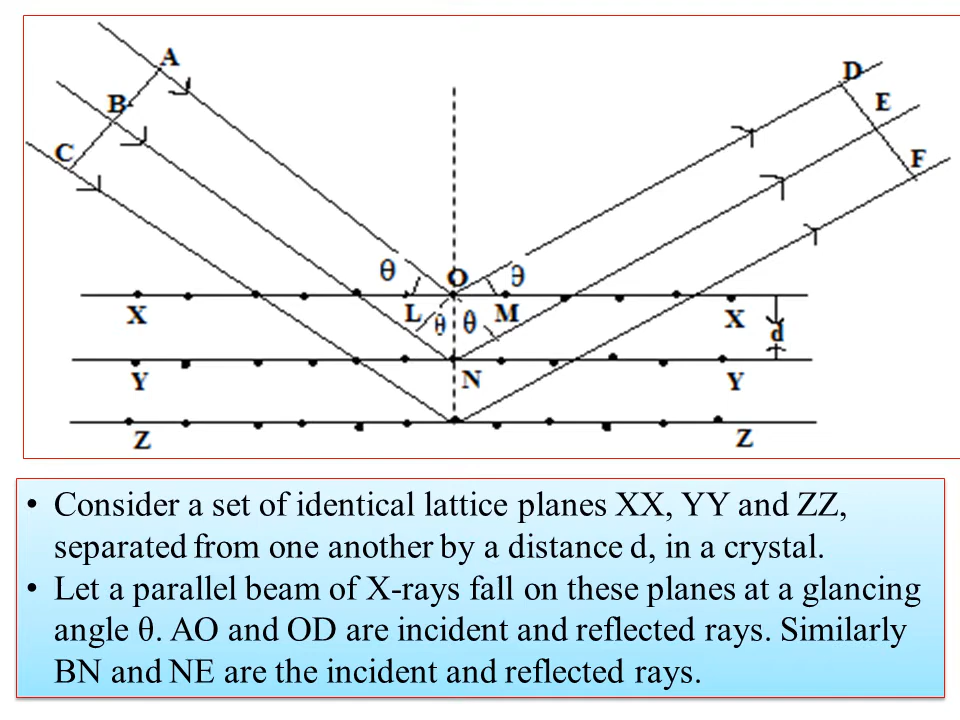 A
D
B
E
C
F
θ O θ
X L θ θ M X
d
Y N Y
Z Z
• Consider a set of identical lattice planes XX, YY and ZZ,
separated from one another by a distance d, in a crystal.
• Let a parallel beam of X-rays fall on these planes at a glancing
angle θ. AO and OD are incident and reflected rays. Similarly
BN and NE are the incident and reflected rays.